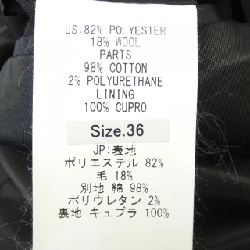 US:82% POLYESTER
18% WOOL
PARTS
98% COTTON
2% POLYURETHANE
LINING
100% CUPRO
Size.36
JP:表地
ポリエステル 82%
毛 18%
別地 綿 98%
ポリウレタン 2%
裏地 キュプラ 100%